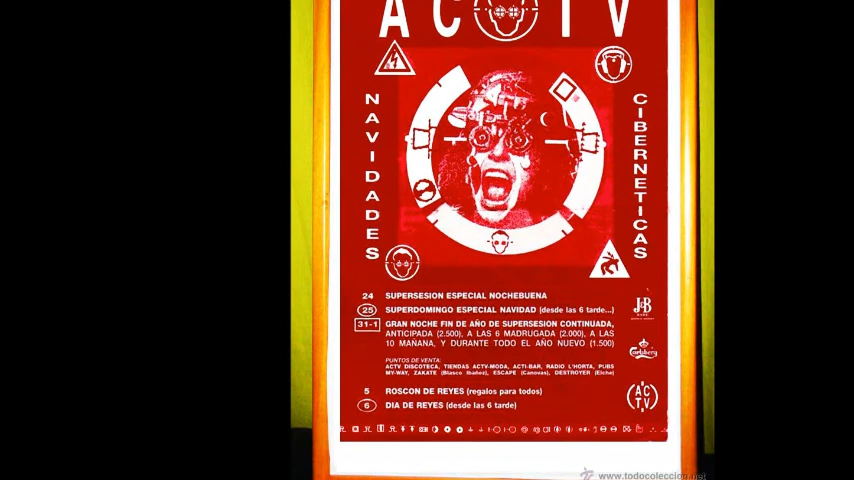 ACTV
NAVIDADES
CIBERNETICAS
24 SUPERSESION ESPECIAL NOCHEBUENA
25 SUPERDOMINGO ESPECIAL NAVIDAD (desde las 6 tarde...)
31-1 GRAN NOCHE FIN DE AÑO DE SUPERSESION CONTINUADA,
ANTICIPADA (2.500), A LAS 6 MADRUGADA (2.000), A LAS
10 MAÑANA, Y DURANTE TODO EL AÑO NUEVO (1.500)
PUNTOS DE VENTA:
ACTV DISCOTECA, TIENDAS ACTV-MODA, ACTI-BAR, RADIO L'HORTA, PUBS
MY-WAY, ZAKATE (Blasco Ibañez), ESCAPE (Canovas), DESTROYER (Elche)
5 ROSCON DE REYES (regalos para todos)
6 DIA DE REYES (desde las 6 tarde)
J&B
Carlsberg
AC
TV
www.todocoleccion.net